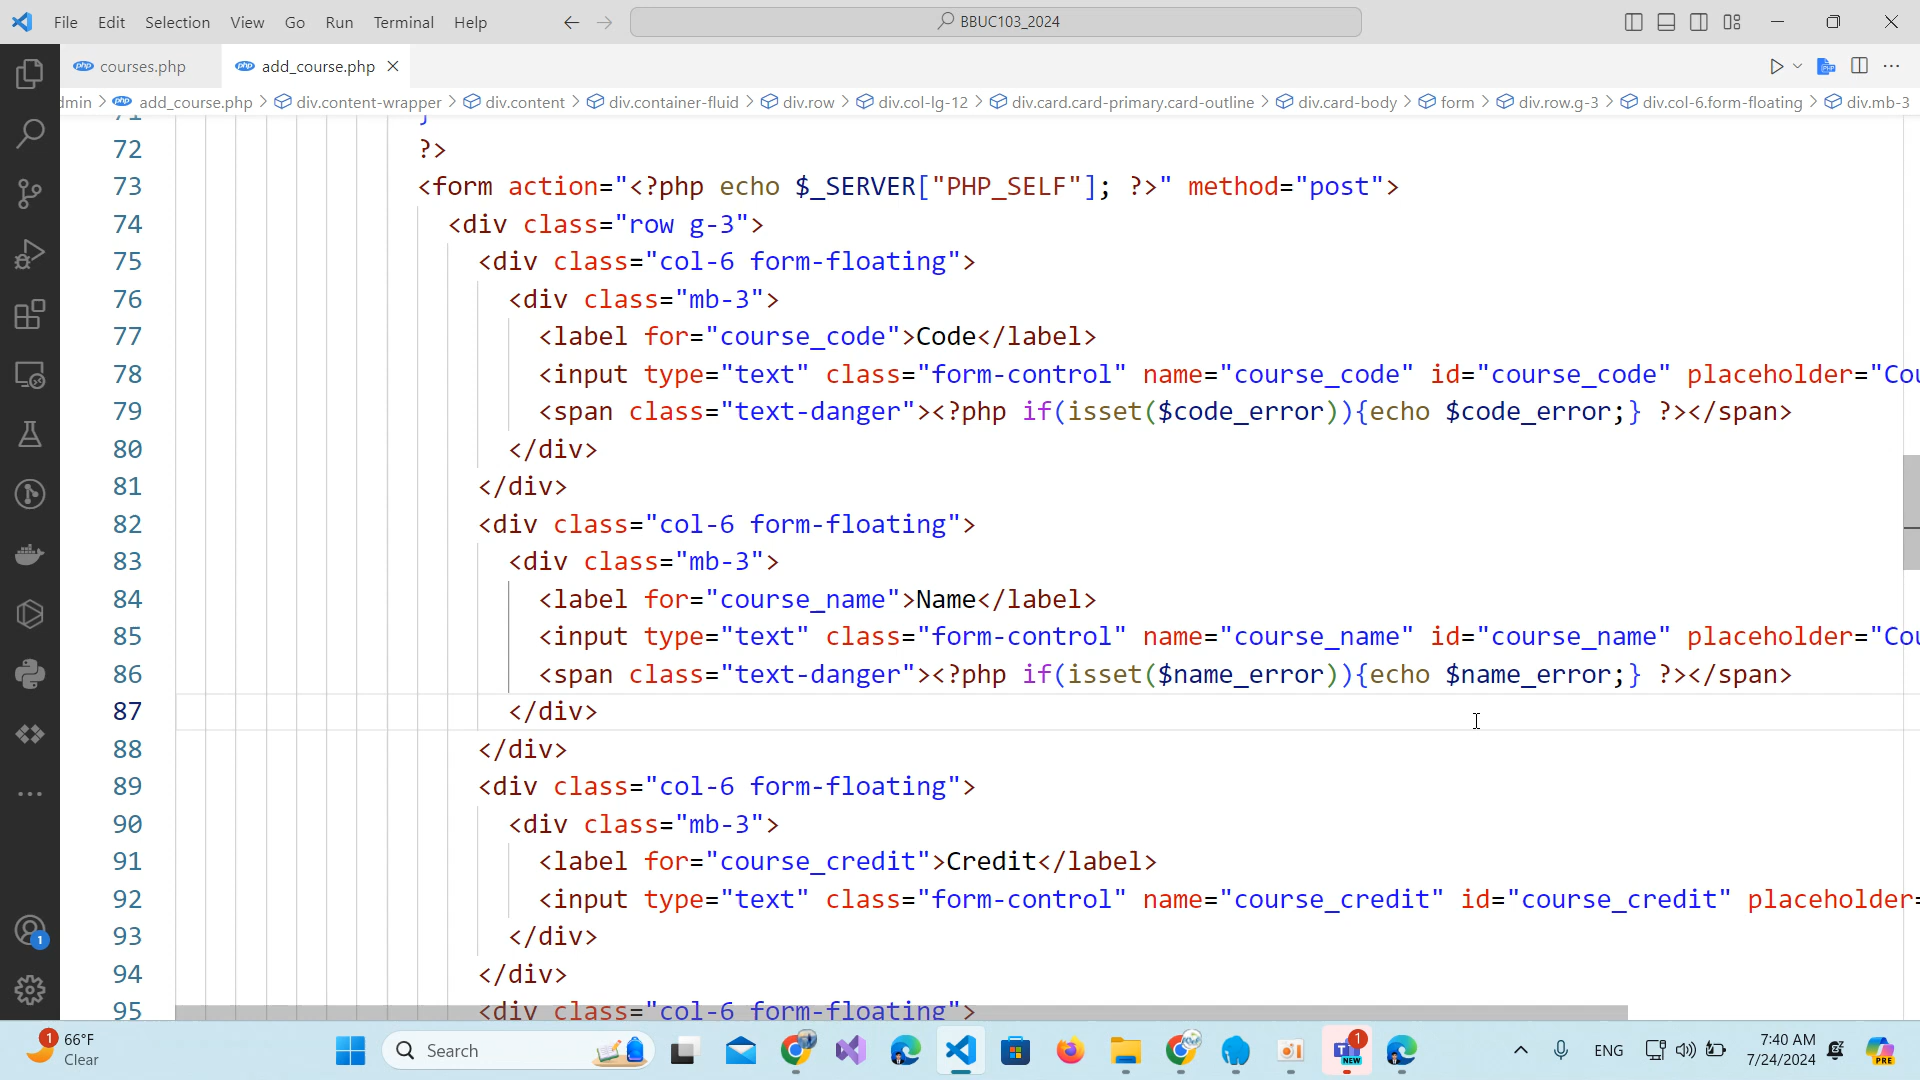 File Edit Selection View Go Run Terminal Help
BBUC103_2024
courses.php
add_course.php
dmin > add_course.php > div.content-wrapper > div.content > div.container-fluid > div.row > div.col-lg-12 > div.card.card-primary.card-outline > div.card-body > form > div.row.g-3 > div.col-6.form-floating > div.mb-3
71 }
72 ?>
73 <form action="<?php echo $_SERVER["PHP_SELF"]; ?>" method="post">
74 <div class="row g-3">
75 <div class="col-6 form-floating">
76 <div class="mb-3">
77 <label for="course_code">Code</label>
78 <input type="text" class="form-control" name="course_code" id="course_code" placeholder="Cou
79 <span class="text-danger"><?php if(isset($code_error)){echo $code_error;} ?></span>
80 </div>
81 </div>
82 <div class="col-6 form-floating">
83 <div class="mb-3">
84 <label for="course_name">Name</label>
85 <input type="text" class="form-control" name="course_name" id="course_name" placeholder="Cou
86 <span class="text-danger"><?php if(isset($name_error)){echo $name_error;} ?></span>
87 </div>
88 </div>
89 <div class="col-6 form-floating">
90 <div class="mb-3">
91 <label for="course_credit">Credit</label>
92 <input type="text" class="form-control" name="course_credit" id="course_credit" placeholder=
93 </div>
94 </div>
95 <div class="col-6 form-floating">
1
1
66°F
Clear
Search
1
NEW
ENG
7:40 AM
7/24/2024
PRE